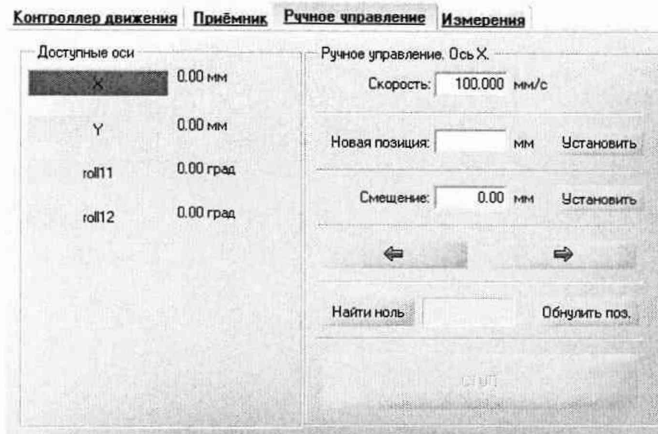 Контроллер движения Приёмник Ручное управление Измерения
Доступные оси
X 0.00 мм
Y 0.00 мм
roll11 0.00 град
roll12 0.00 град
Ручное управление. Ось X.
Скорость: 100.000 мм/с
Новая позиция: мм Установить
Смещение: 0.00 мм Установить
Найти ноль Обнулить поз.
СТОП